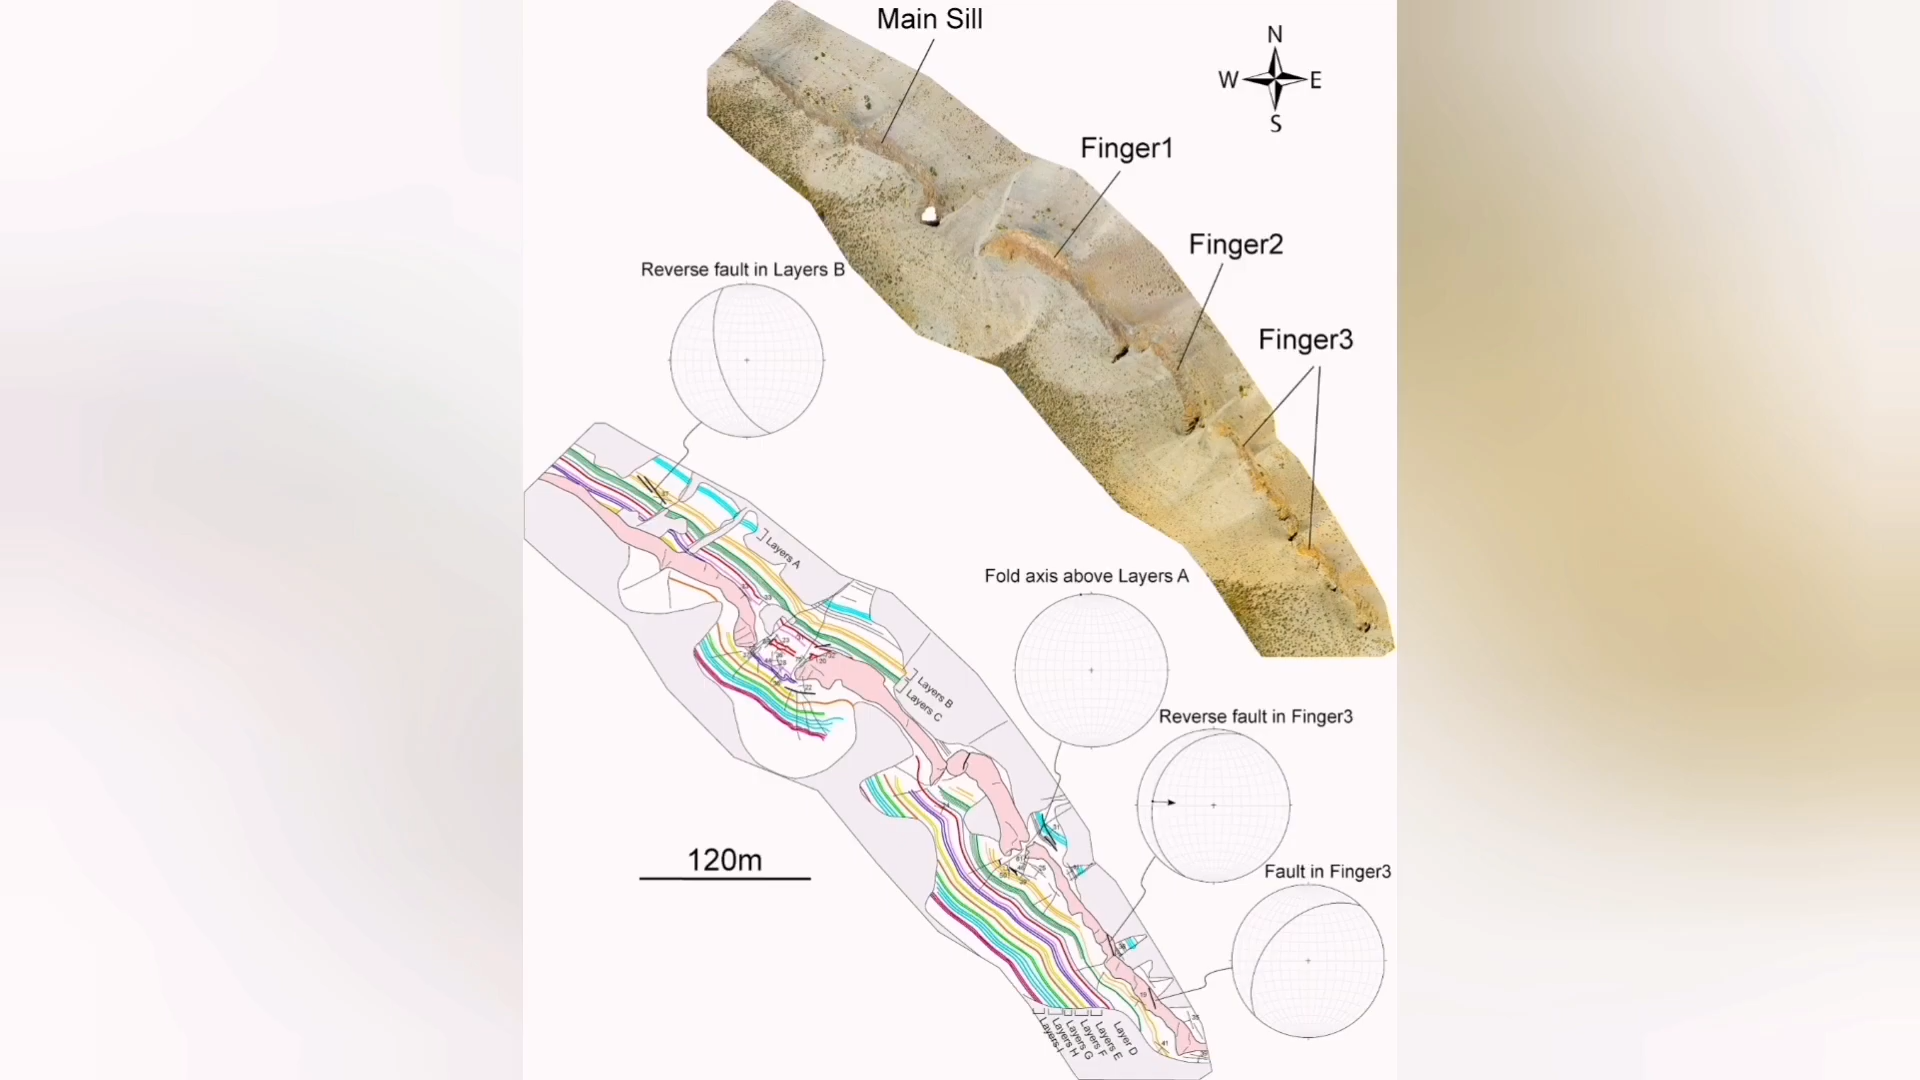 Main Sill
N
W E
S
Finger1
Finger2
Finger3
Reverse fault in Layers B
Layers A
Fold axis above Layers A
Layers B
Layers C
Reverse fault in Finger3
120m
Fault in Finger3
Layers I
Layers H
Layers G
Layers F
Layers E
Layer D